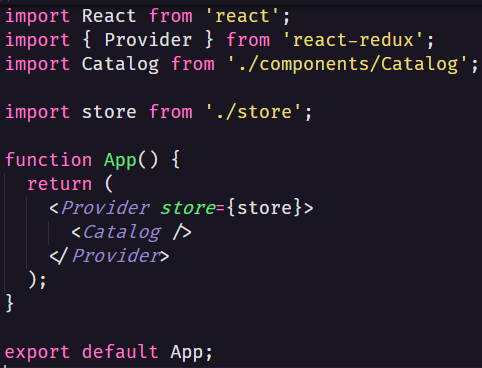 import React from 'react';
import { Provider } from 'react-redux';
import Catalog from './components/Catalog';
import store from './store';
function App() {
return (
<Provider store={store}>
<Catalog />
</Provider>
);
}
export default App;